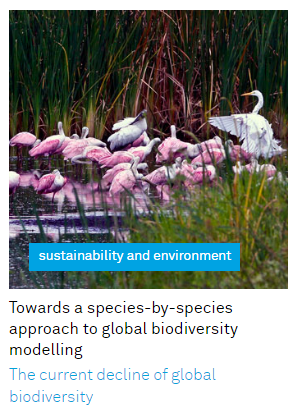 sustainability and environment
Towards a species-by-species
approach to global biodiversity
modelling
The current decline of global
biodiversity